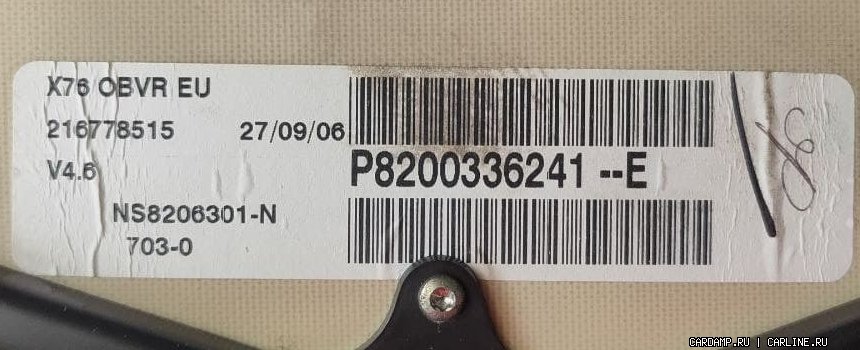 X76 OBVR EU
216778515 27/09/06
V4.6
P8200336241 --E
NS8206301-N
703-0
CARDAMP.RU | CARLINE.RU